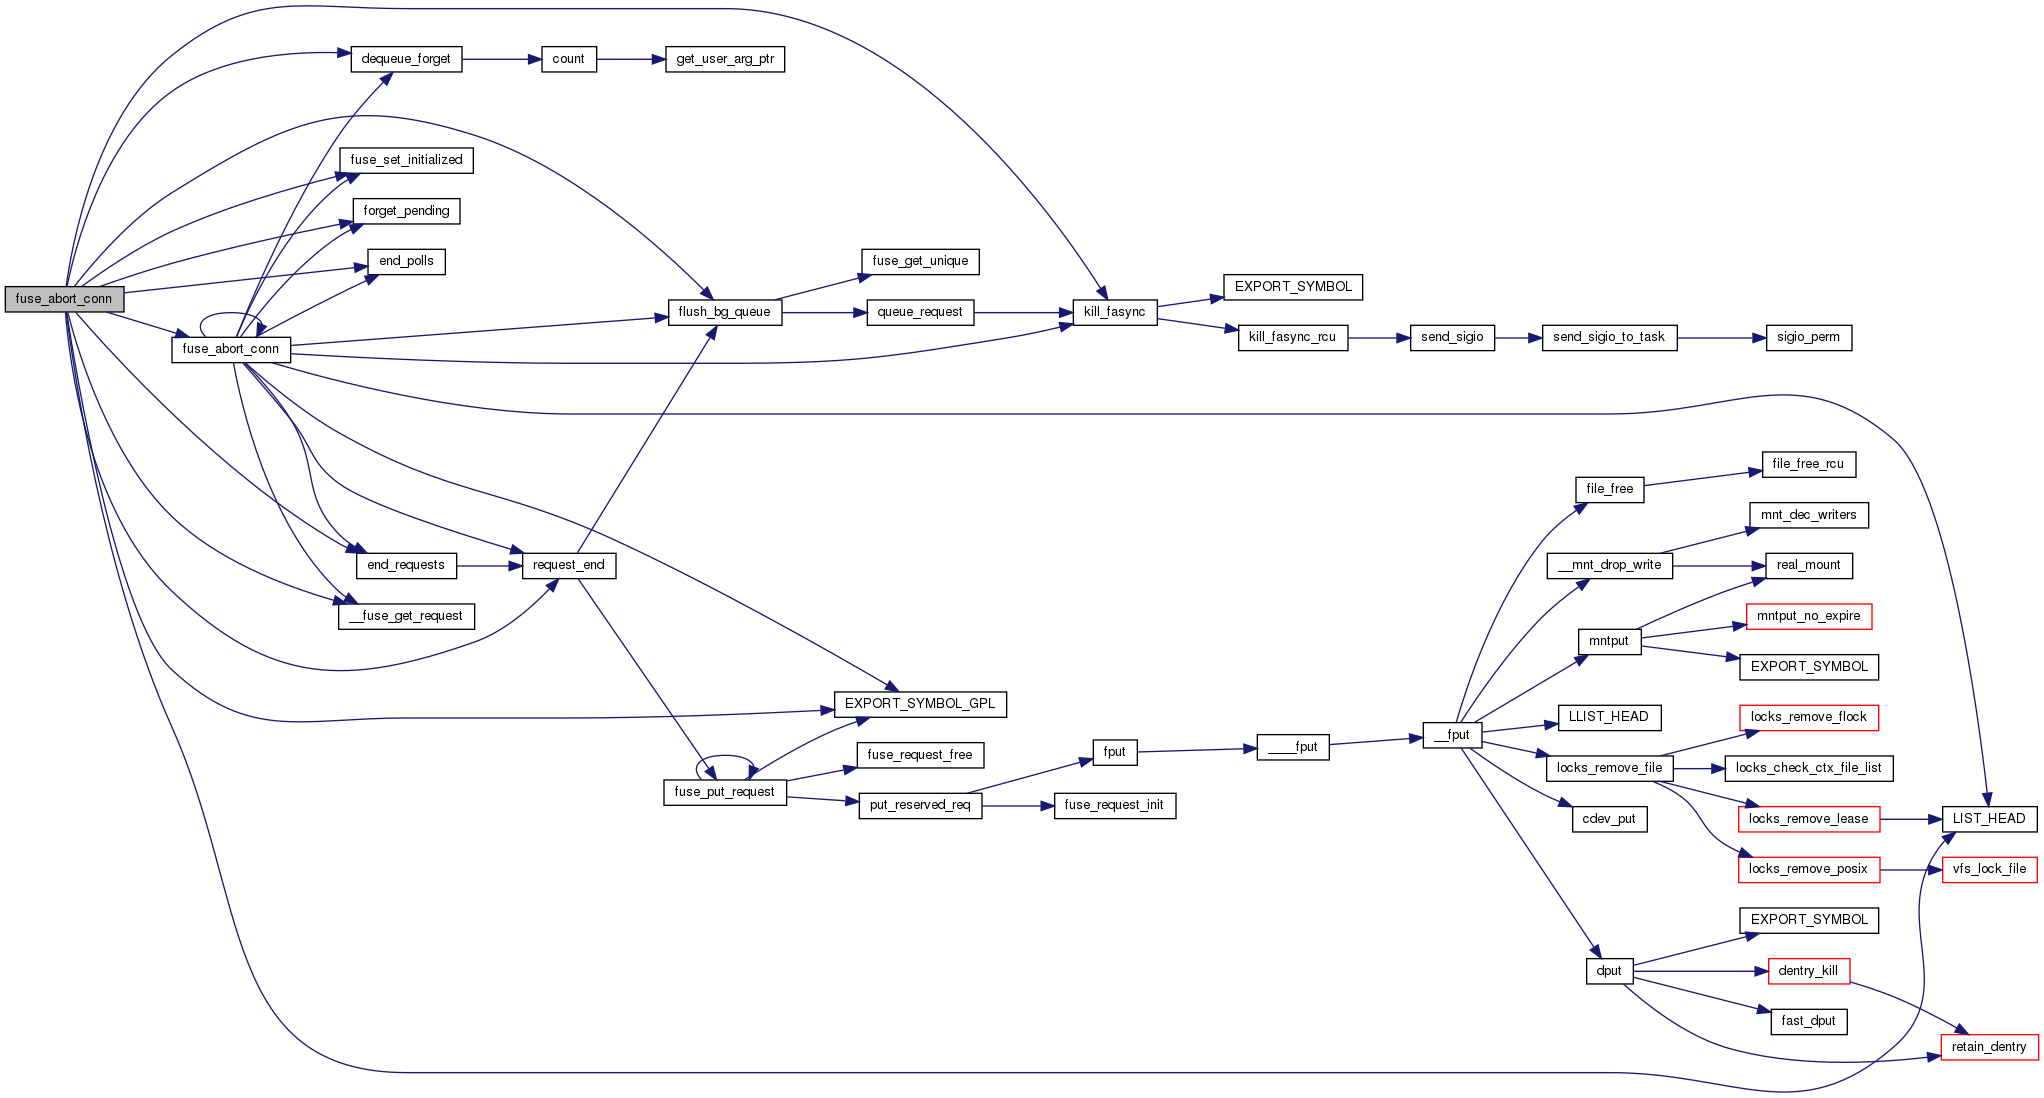 dequeue_forget
count
get_user_arg_ptr
fuse_set_initialized
forget_pending
end_polls
fuse_get_unique
fuse_abort_conn
EXPORT_SYMBOL
flush_bg_queue
queue_request
kill_fasync
fuse_abort_conn
kill_fasync_rcu
send_sigio
send_sigio_to_task
sigio_perm
file_free_rcu
file_free
mnt_dec_writers
end_requests
request_end
__mnt_drop_write
real_mount
__fuse_get_request
mntput_no_expire
mntput
EXPORT_SYMBOL
EXPORT_SYMBOL_GPL
LLIST_HEAD
locks_remove_flock
__fput
fput
____fput
fuse_request_free
locks_remove_file
locks_check_ctx_file_list
fuse_put_request
put_reserved_req
fuse_request_init
cdev_put
locks_remove_lease
LIST_HEAD
locks_remove_posix
vfs_lock_file
EXPORT_SYMBOL
dput
dentry_kill
fast_dput
retain_dentry